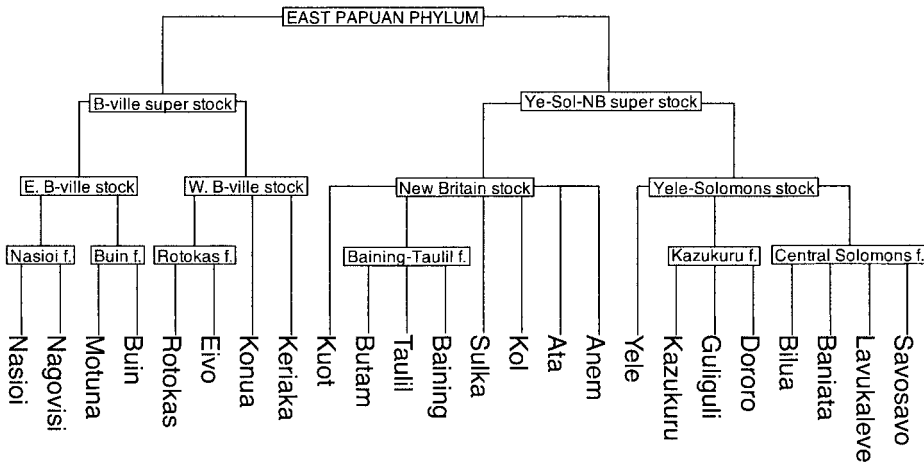 EAST PAPUAN PHYLUM
B-ville super stock
Ye-Sol-NB super stock
E. B-ville stock
W. B-ville stock
New Britain stock
Yele-Solomons stock
Nasioi f.
Buin f.
Rotokas f.
Baining-Taulil f.
Kazukuru f.
Central Solomons f.
Nasioi
Nagovisi
Motuna
Buin
Rotokas
Eivo
Konua
Keriaka
Kuot
Butam
Taulil
Baining
Sulka
Kol
Ata
Anem
Yele
Kazukuru
Guliguli
Dororo
Bilua
Baniata
Lavukaleve
Savosavo